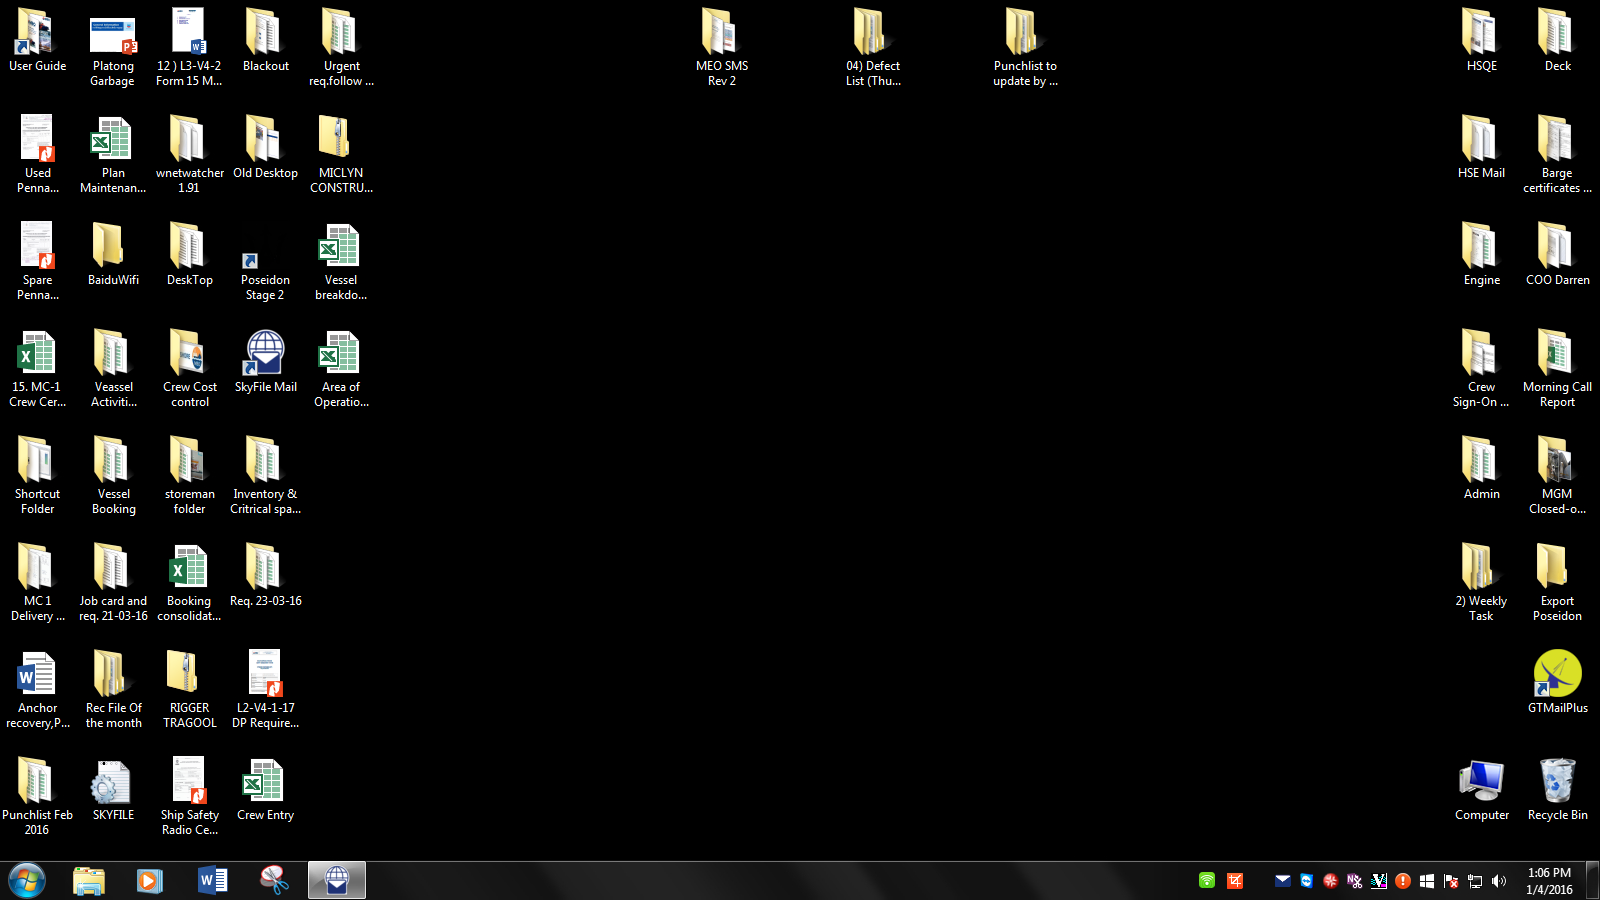 User Guide
Platong
Garbage
12 ) L3-V4-2
Form 15 M...
Blackout
Urgent
req.follow ...
MEO SMS
Rev 2
04) Defect
List (Thu...
Punchlist to
update by ...
HSQE
Deck
Used
Penna...
Plan
Maintenan...
wnetwatcher
1.91
Old Desktop
MICLYN
CONSTRU...
HSE Mail
Barge
certificates ...
Spare
Penna...
BaiduWifi
DeskTop
Poseidon
Stage 2
Vessel
breakdo...
Engine
COO Darren
15. MC-1
Crew Cer...
Veassel
Activiti...
Crew Cost
control
SkyFile Mail
Area of
Operatio...
Crew
Sign-On ...
Morning Call
Report
Shortcut
Folder
Vessel
Booking
storeman
folder
Inventory &
Critrical spa...
Admin
MGM
Closed-o...
MC 1
Delivery ...
Job card and
req. 21-03-16
Booking
consolidat...
Req. 23-03-16
2) Weekly
Task
Export
Poseidon
Anchor
recovery,P...
Rec File Of
the month
RIGGER
TRAGOOL
L2-V4-1-17
DP Require...
GTMailPlus
Punchlist Feb
2016
SKYFILE
Ship Safety
Radio Ce...
Crew Entry
Computer
Recycle Bin
1:06 PM
1/4/2016